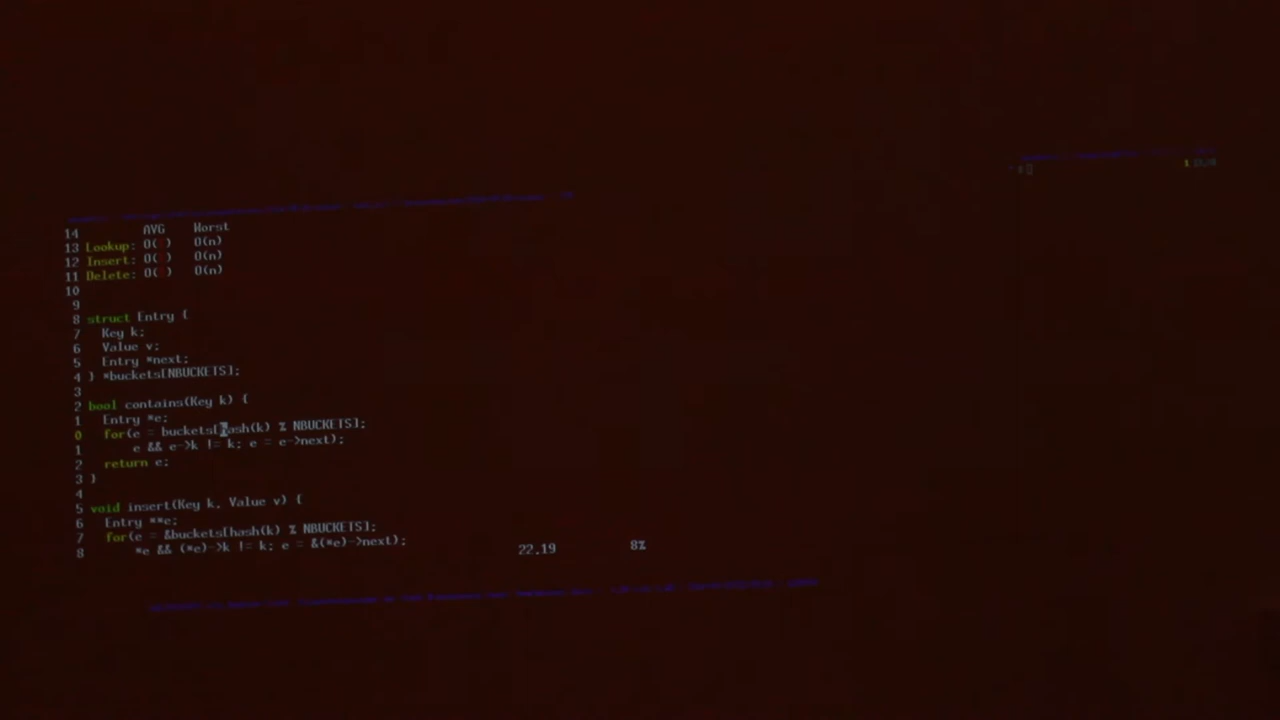 14 AVG Worst
13 Lookup: O( ) O(n)
12 Insert: O( ) O(n)
11 Delete: O( ) O(n)
10
9
8 struct Entry {
7 Key k;
6 Value v;
5 Entry *next;
4 } *buckets[NBUCKETS];
3
2 bool contains(Key k) {
1 Entry *e;
0 for(e = buckets[hash(k) % NBUCKETS];
1 e && e->k != k; e = e->next);
2 return e;
3 }
4
5 void insert(Key k, Value v) {
6 Entry **e;
7 for(e = &buckets[hash(k) % NBUCKETS];
8 *e && (*e)->k != k; e = &(*e)->next);
22,19 8%